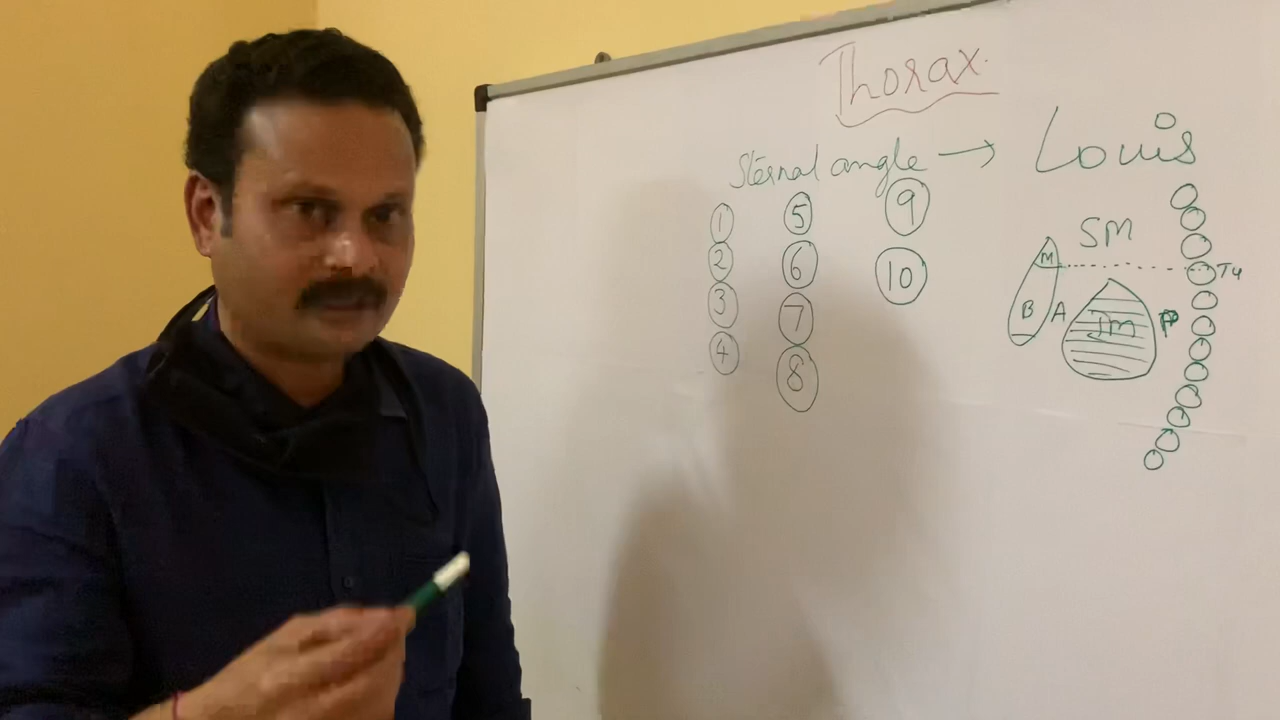 Thorax.
Sternal angle → Louis
1 5 9
2 6 10
3 7
4 8
SM
M T4
B A IM P